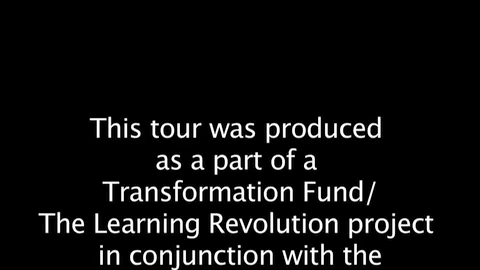 This tour was produced
as a part of a
Transformation Fund/
The Learning Revolution project
in conjunction with the